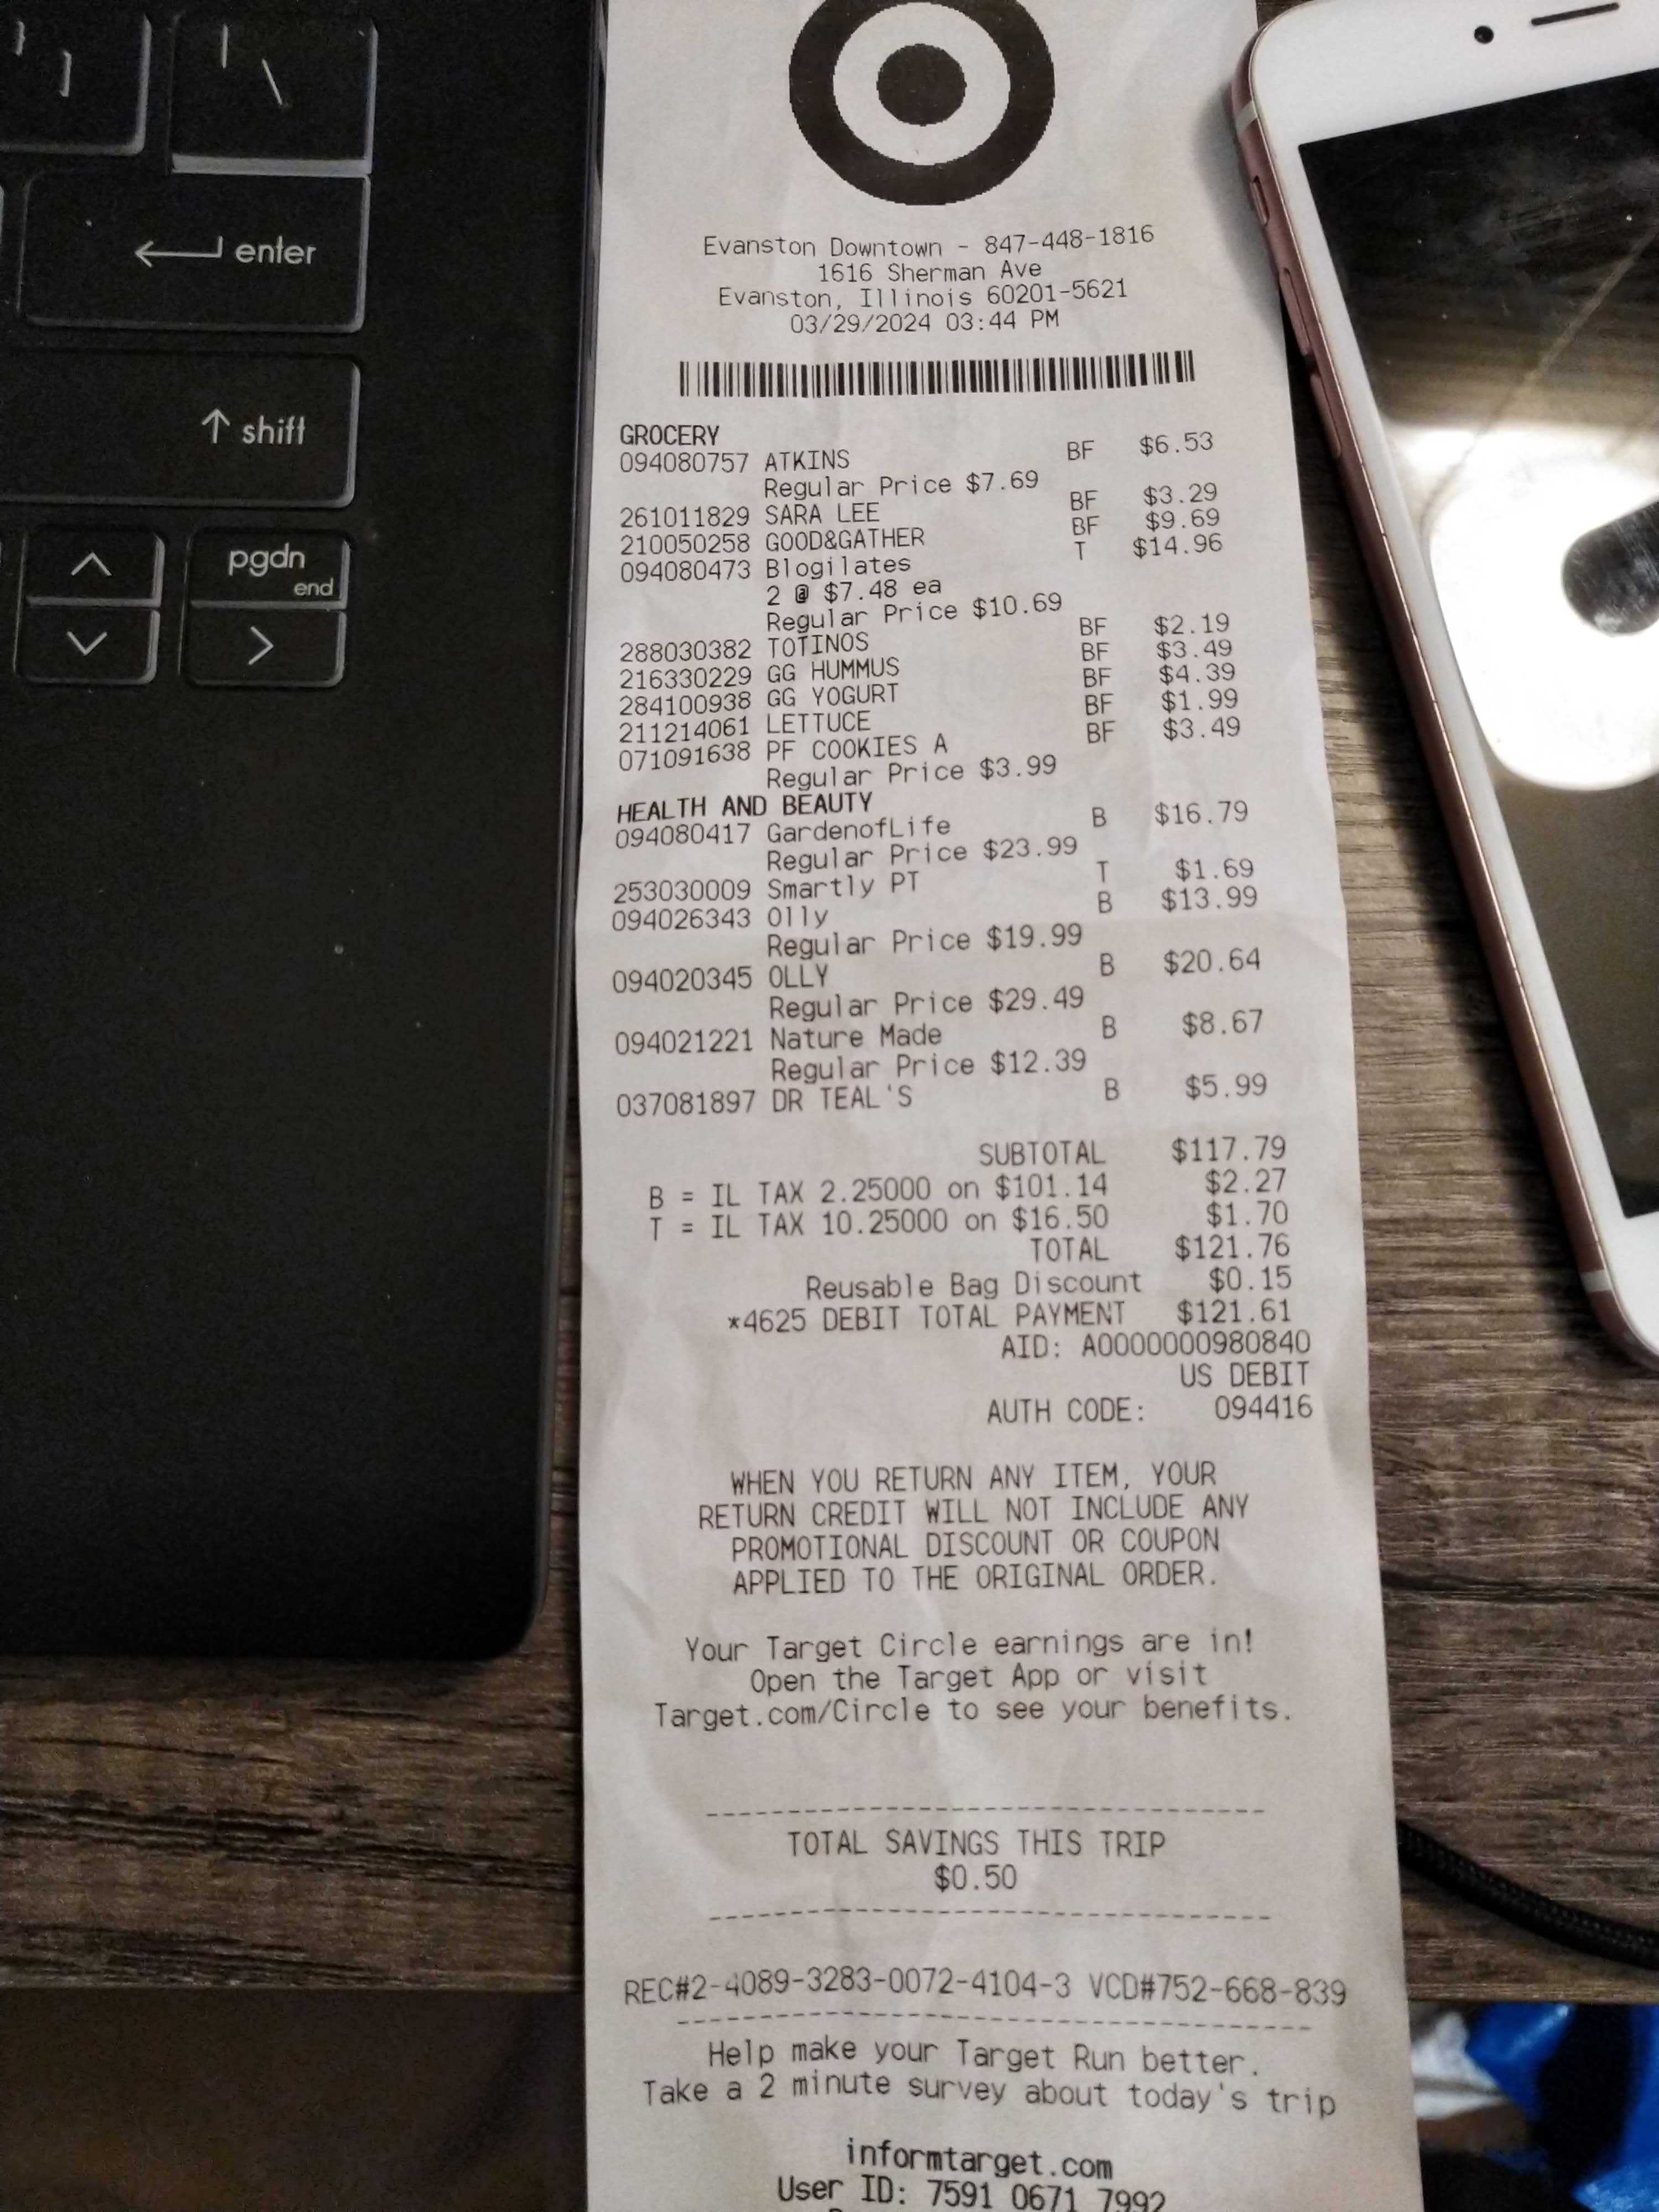 enter
shift
pgdn
end
Evanston Downtown - 847-448-1816
1616 Sherman Ave
Evanston, Illinois 60201-5621
03/29/2024 03:44 PM
GROCERY
094080757 ATKINS BF $6.53
Regular Price $7.69
261011829 SARA LEE BF $3.29
210050258 GOOD&GATHER BF $9.69
094080473 Blogilates T $14.96
2 @ $7.48 ea
Regular Price $10.69
288030382 TOTINOS BF $2.19
216330229 GG HUMMUS BF $3.49
284100938 GG YOGURT BF $4.39
211214061 LETTUCE BF $1.99
071091638 PF COOKIES A BF $3.49
Regular Price $3.99
HEALTH AND BEAUTY
094080417 GardenofLife B $16.79
Regular Price $23.99
253030009 Smartly PT T $1.69
094026343 Olly B $13.99
Regular Price $19.99
094020345 OLLY B $20.64
Regular Price $29.49
094021221 Nature Made B $8.67
Regular Price $12.39
037081897 DR TEAL'S B $5.99
SUBTOTAL $117.79
B = IL TAX 2.25000 on $101.14 $2.27
T = IL TAX 10.25000 on $16.50 $1.70
TOTAL $121.76
Reusable Bag Discount $0.15
*4625 DEBIT TOTAL PAYMENT $121.61
AID: A0000000980840
US DEBIT
AUTH CODE: 094416
WHEN YOU RETURN ANY ITEM, YOUR
RETURN CREDIT WILL NOT INCLUDE ANY
PROMOTIONAL DISCOUNT OR COUPON
APPLIED TO THE ORIGINAL ORDER.
Your Target Circle earnings are in!
Open the Target App or visit
Target.com/Circle to see your benefits.
TOTAL SAVINGS THIS TRIP
$0.50
REC#2-4089-3283-0072-4104-3 VCD#752-668-839
Help make your Target Run better.
Take a 2 minute survey about today's trip
informtarget.com
User ID: 7591 0671 7992